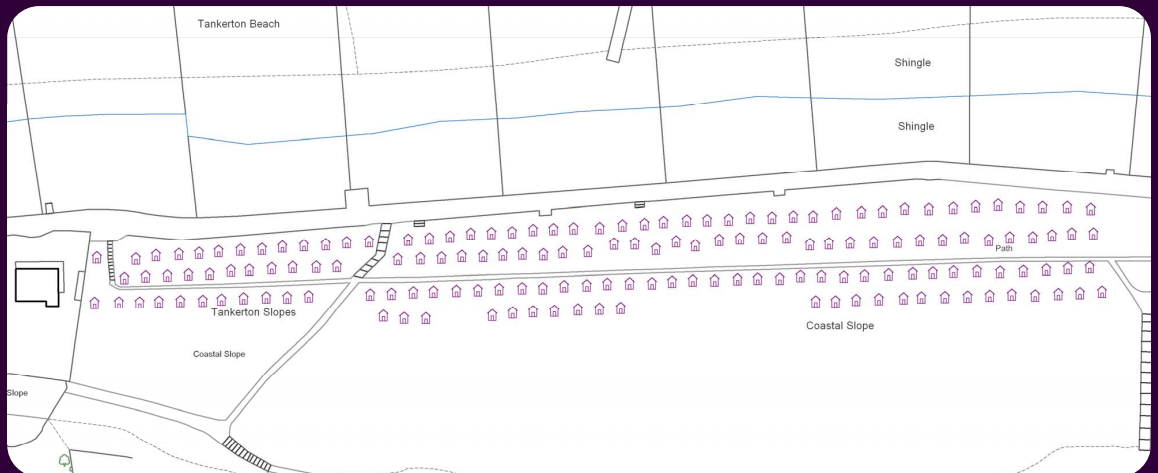 Tankerton Beach
Shingle
Shingle
Path
Tankerton Slopes
Coastal Slope
Coastal Slope
Slope